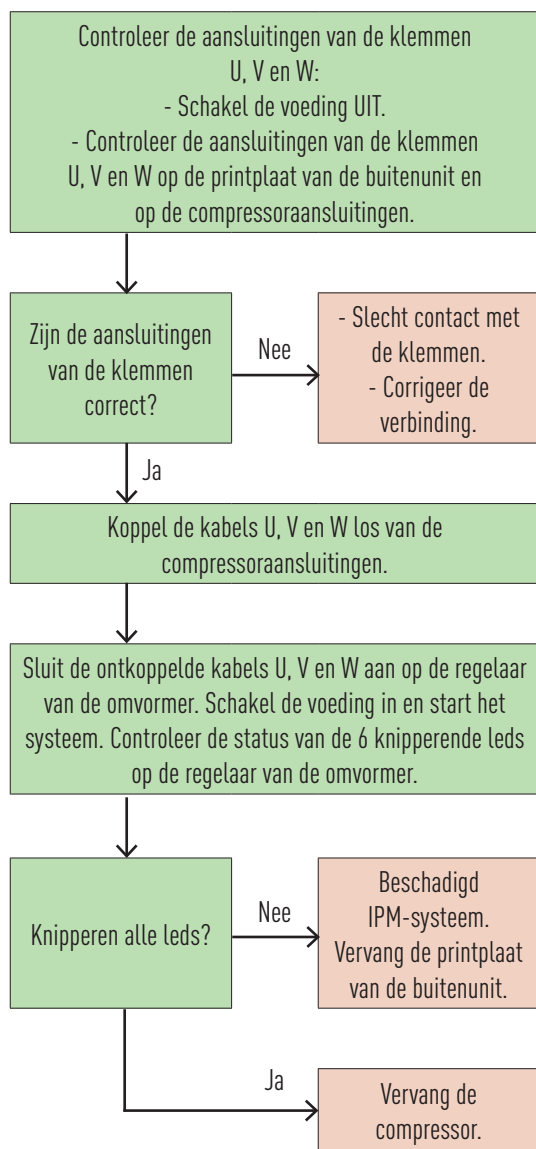 Controleer de aansluitingen van de klemmen
U, V en W:
- Schakel de voeding UIT.
- Controleer de aansluitingen van de klemmen
U, V en W op de printplaat van de buitenunit en
op de compressoraansluitingen.
Zijn de aansluitingen
van de klemmen
correct?
Nee
- Slecht contact met
de klemmen.
- Corrigeer de
verbinding.
Ja
Koppel de kabels U, V en W los van de
compressoraansluitingen.
Sluit de ontkoppelde kabels U, V en W aan op de regelaar
van de omvormer. Schakel de voeding in en start het
systeem. Controleer de status van de 6 knipperende leds
op de regelaar van de omvormer.
Knipperen alle leds?
Nee
Beschadigd
IPM-systeem.
Vervang de printplaat
van de buitenunit.
Ja
Vervang de
compressor.